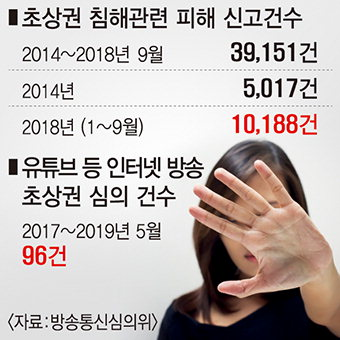 ■ 초상권 침해관련 피해 신고건수
2014~2018년 9월 39,151건
2014년 5,017건
2018년 (1~9월) 10,188건
■ 유튜브 등 인터넷 방송
초상권 심의 건수
2017~2019년 5월
96건
<자료:방송통신심의위>